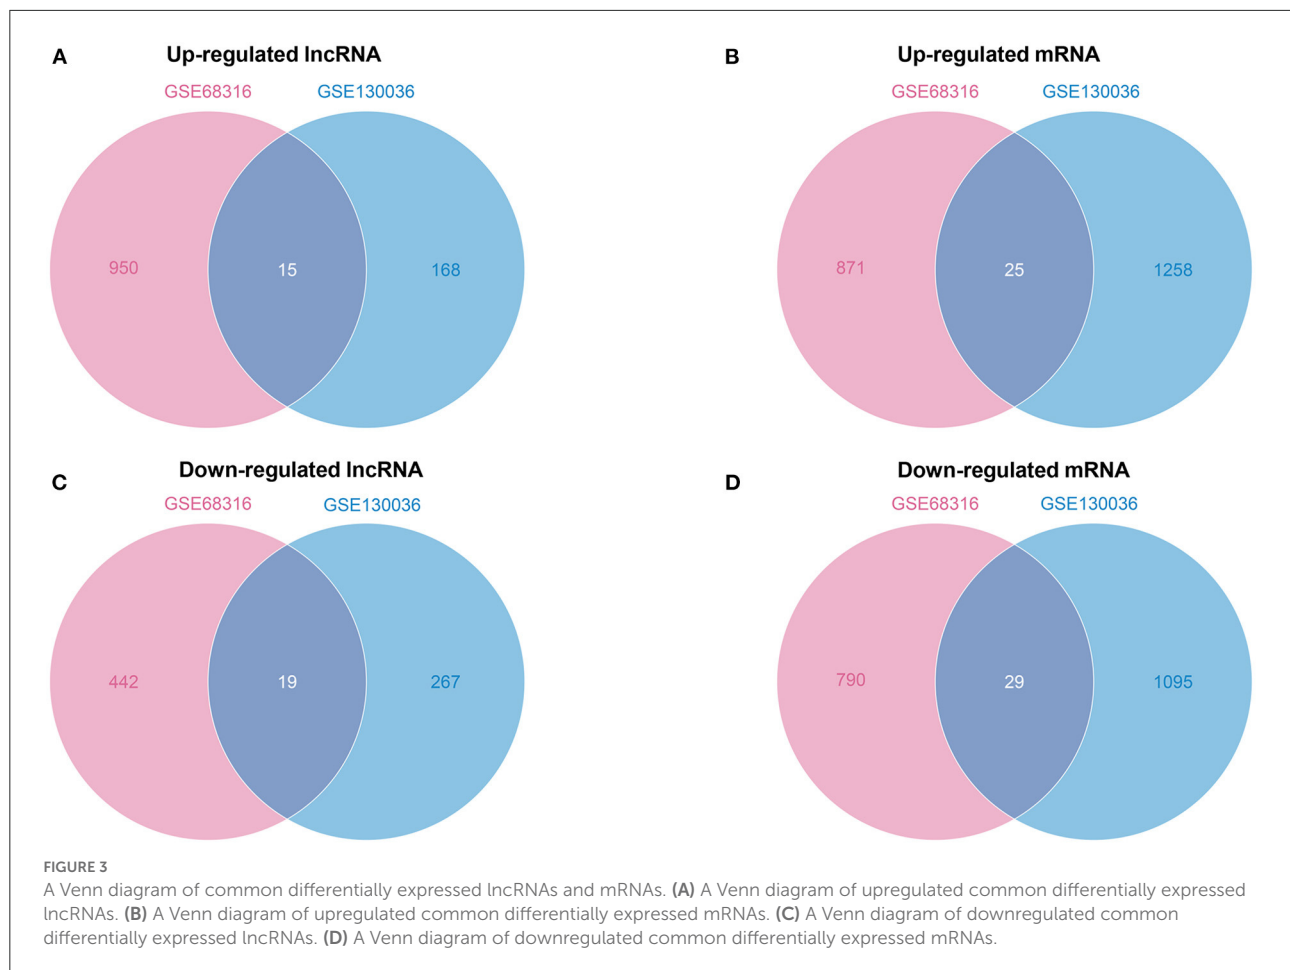 A
Up-regulated lncRNA
GSE68316 GSE130036
950 15 168
B
Up-regulated mRNA
GSE68316 GSE130036
871 25 1258
C
Down-regulated lncRNA
GSE68316 GSE130036
442 19 267
D
Down-regulated mRNA
GSE68316 GSE130036
790 29 1095
FIGURE 3
A Venn diagram of common differentially expressed lncRNAs and mRNAs. (A) A Venn diagram of upregulated common differentially expressed
lncRNAs. (B) A Venn diagram of upregulated common differentially expressed mRNAs. (C) A Venn diagram of downregulated common
differentially expressed lncRNAs. (D) A Venn diagram of downregulated common differentially expressed mRNAs.